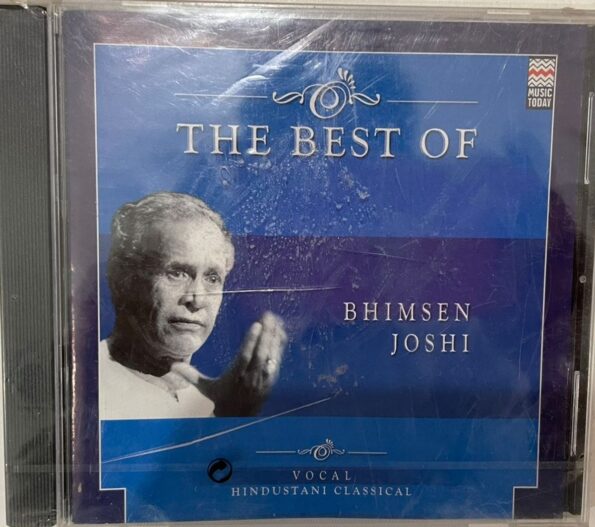 MUSIC
TODAY
THE BEST OF
BHIMSEN
JOSHI
VOCAL
HINDUSTANI CLASSICAL